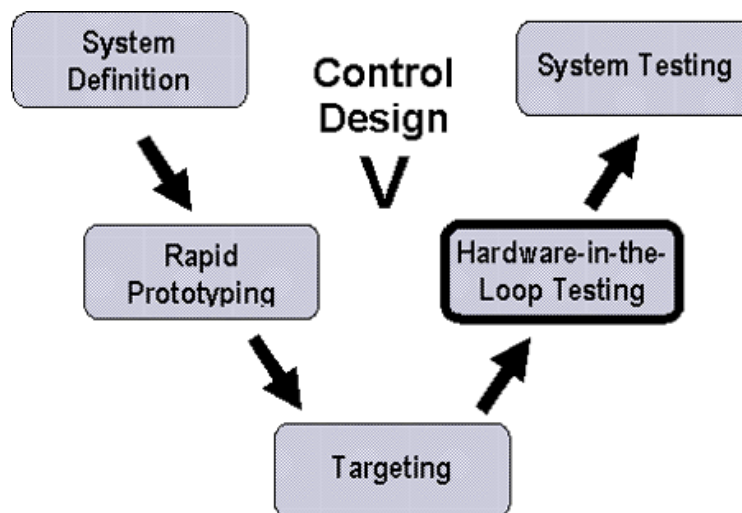 System
Definition
Control
Design
V
System Testing
Rapid
Prototyping
Hardware-in-the-
Loop Testing
Targeting